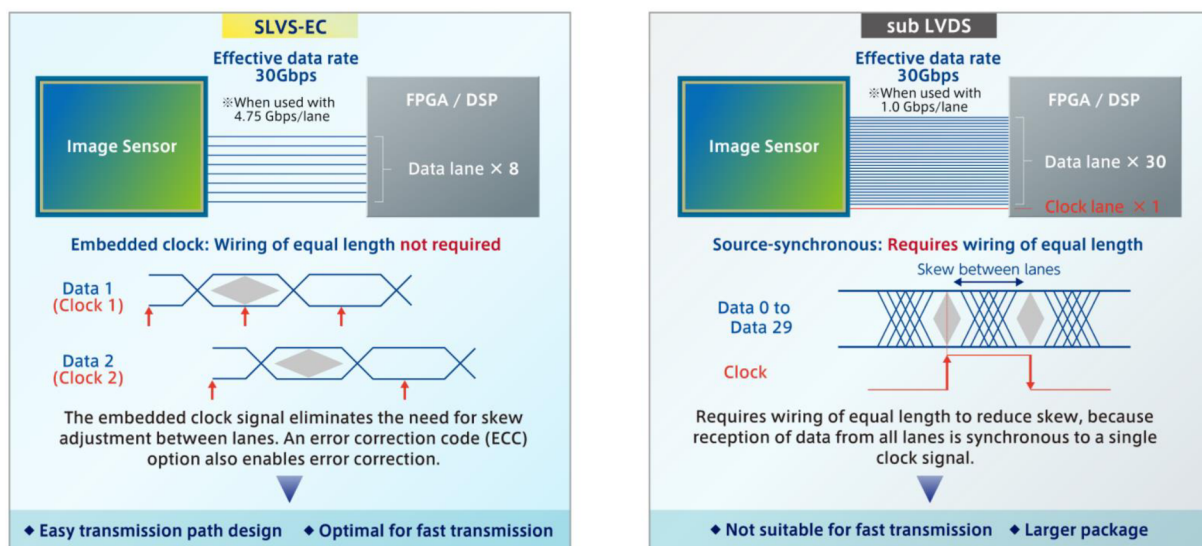 SLVS-EC
Effective data rate
30Gbps
※When used with
4.75 Gbps/lane
Image Sensor
FPGA / DSP
Data lane × 8
Embedded clock: Wiring of equal length not required
Data 1
(Clock 1)
Data 2
(Clock 2)
The embedded clock signal eliminates the need for skew
adjustment between lanes. An error correction code (ECC)
option also enables error correction.
◆ Easy transmission path design ◆ Optimal for fast transmission
sub LVDS
Effective data rate
30Gbps
※When used with
1.0 Gbps/lane
Image Sensor
FPGA / DSP
Data lane × 30
Clock lane × 1
Source-synchronous: Requires wiring of equal length
Skew between lanes
Data 0 to
Data 29
Clock
Requires wiring of equal length to reduce skew, because
reception of data from all lanes is synchronous to a single
clock signal.
◆ Not suitable for fast transmission ◆ Larger package